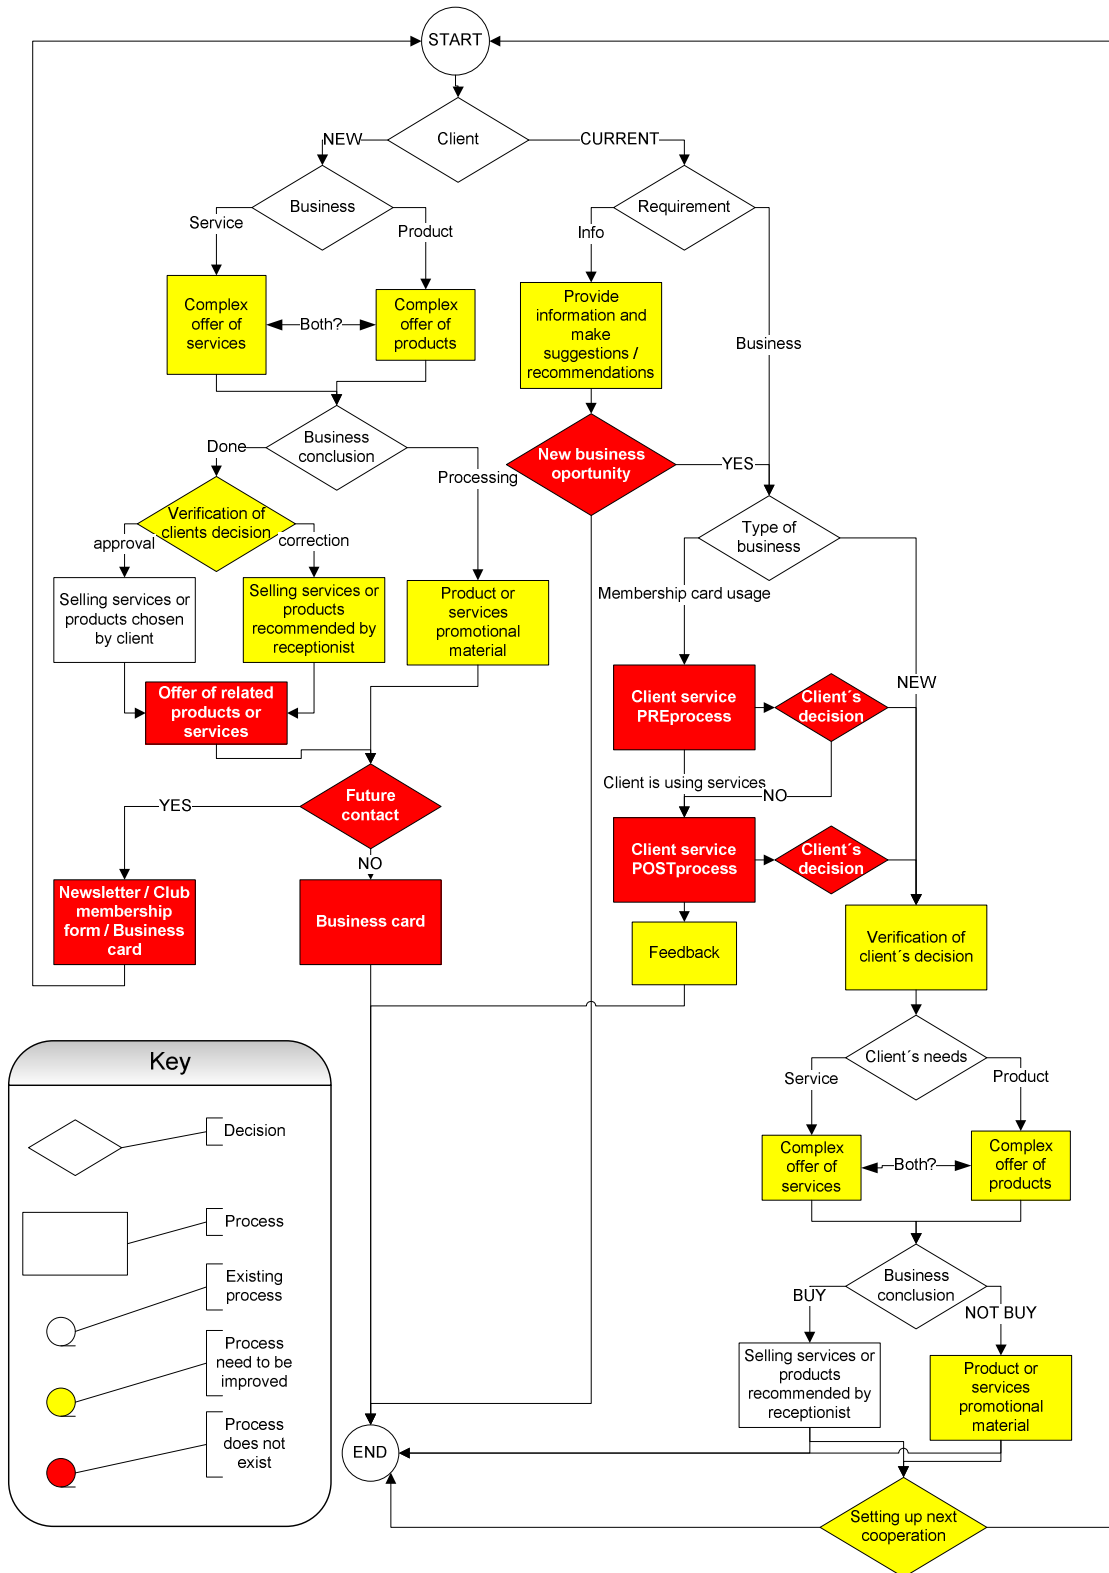 START
Client
NEW
CURRENT
Business
Requirement
Service
Product
Info
Complex
offer of
services
Both?
Complex
offer of
products
Provide
information and
make
suggestions /
recommendations
Business
Business
conclusion
Done
Processing
New business
oportunity
YES
Verification of
clients decision
approval
correction
Type of
business
Selling services or
products chosen
by client
Selling services or
products
recommended by
receptionist
Product or
services
promotional
material
Membership card usage
NEW
Offer of related
products or
services
Client service
PREprocess
Client´s
decision
Client is using services
NO
Future
contact
YES
NO
Client service
POSTprocess
Client´s
decision
Newsletter / Club
membership
form / Business
card
Business card
Feedback
Verification of
client´s decision
Client´s needs
Service
Product
Complex
offer of
services
Both?
Complex
offer of
products
Business
conclusion
BUY
NOT BUY
Selling services or
products
recommended by
receptionist
Product or
services
promotional
material
END
Setting up next
cooperation
Key
Decision
Process
Existing
process
Process
need to be
improved
Process
does not
exist